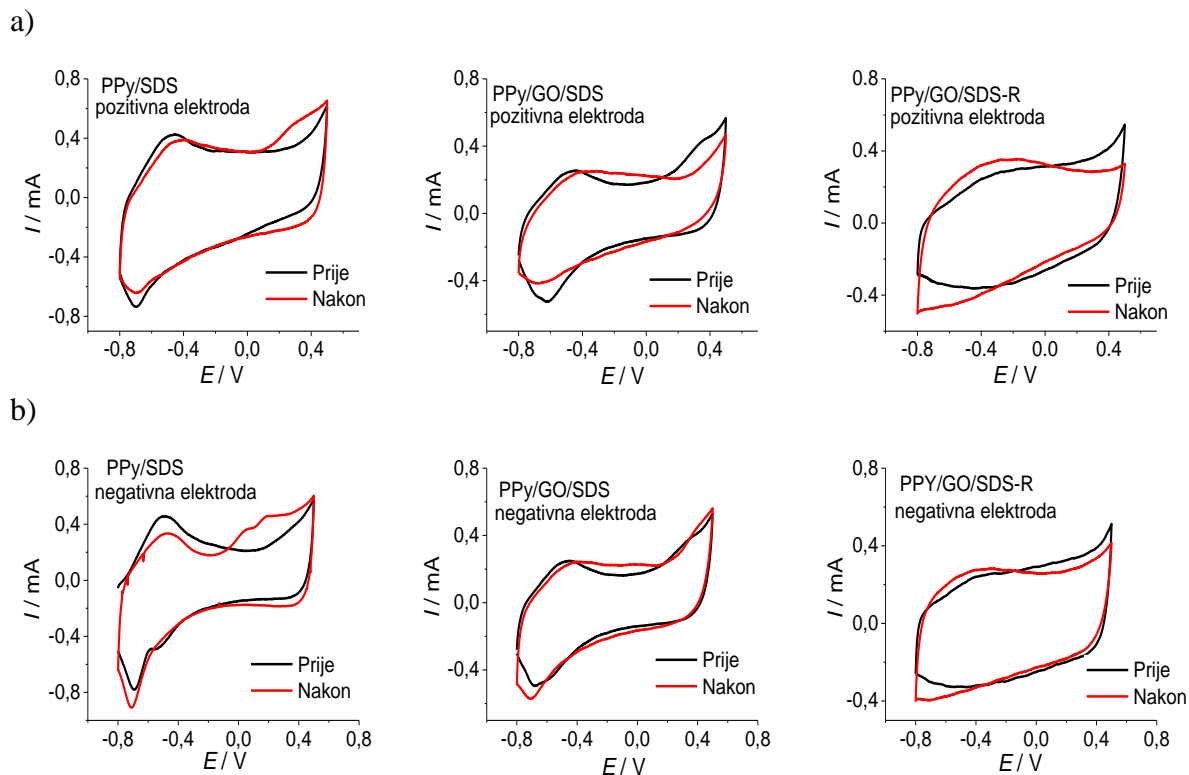 a)
PPy/SDS
pozitivna elektroda
I / mA
0,8
0,4
0,0
-0,4
-0,8
Prije
Nakon
-0,8 -0,4 0,0 0,4
E / V
PPy/GO/SDS
pozitivna elektroda
I / mA
0,8
0,4
0,0
-0,4
Prije
Nakon
-0,8 -0,4 0,0 0,4
E / V
PPy/GO/SDS-R
pozitivna elektroda
I / mA
0,8
0,4
0,0
-0,4
Prije
Nakon
-0,8 -0,4 0,0 0,4
E / V
b)
PPy/SDS
negativna elektroda
I / mA
0,8
0,4
0,0
-0,4
-0,8
Prije
Nakon
-0,8 -0,4 0,0 0,4 0,8
E / V
PPy/GO/SDS
negativna elektroda
I / mA
0,8
0,4
0,0
-0,4
Prije
Nakon
-0,8 -0,4 0,0 0,4 0,8
E / V
PPY/GO/SDS-R
negativna elektroda
I / mA
0,8
0,4
0,0
-0,4
Prije
Nakon
-0,8 -0,4 0,0 0,4 0,8
E / V